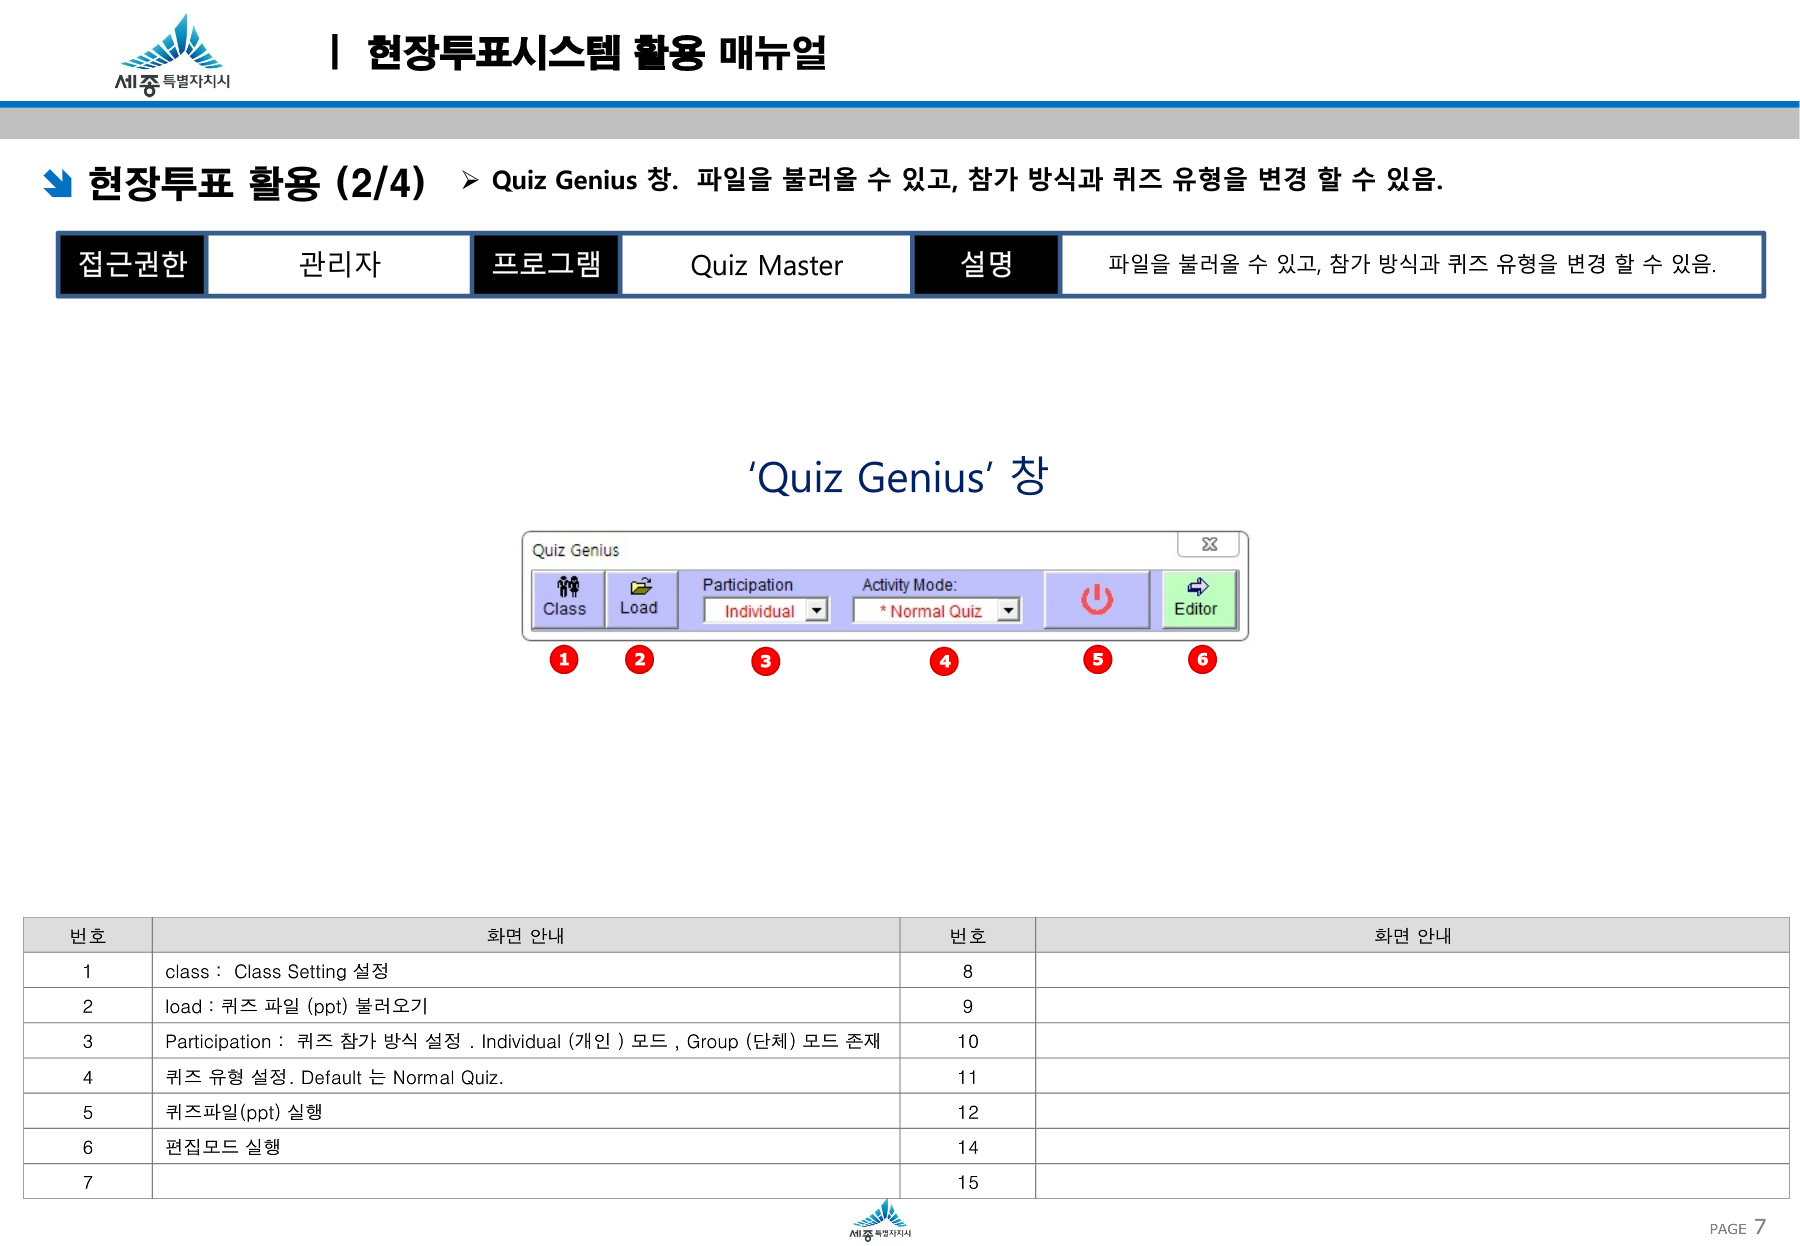 세종특별자치시
| 현장투표시스템 활용 매뉴얼
현장투표 활용 (2/4)
➢ Quiz Genius 창. 파일을 불러올 수 있고, 참가 방식과 퀴즈 유형을 변경 할 수 있음.
접근권한 관리자 프로그램 Quiz Master 설명 파일을 불러올 수 있고, 참가 방식과 퀴즈 유형을 변경 할 수 있음.
‘Quiz Genius’ 창
Quiz Genius
Class Load Participation Individual Activity Mode: * Normal Quiz Editor
1 2 3 4 5 6
번호 화면 안내 번호 화면 안내
1 class : Class Setting 설정 8
2 load : 퀴즈 파일 (ppt) 불러오기 9
3 Participation : 퀴즈 참가 방식 설정 . Individual (개인 ) 모드 , Group (단체) 모드 존재 10
4 퀴즈 유형 설정. Default 는 Normal Quiz. 11
5 퀴즈파일(ppt) 실행 12
6 편집모드 실행 14
7 15
세종특별자치시
PAGE 7